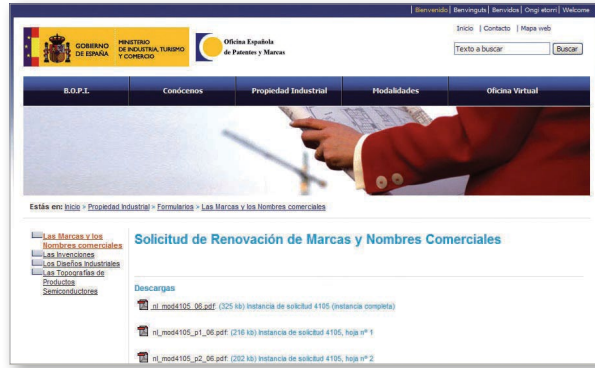 Bienvenido | Benvinguts | Benvidos | Ongi etorri | Welcome
Inicio | Contacto | Mapa web
GOBIERNO DE ESPAÑA
MINISTERIO DE INDUSTRIA, TURISMO Y COMERCIO
Oficina Española
de Patentes y Marcas
Texto a buscar
Buscar
B.O.P.I. Conócenos Propiedad Industrial Modalidades Oficina Virtual
Estás en: Inicio » Propiedad Industrial » Formularios » Las Marcas y los Nombres comerciales
Las Marcas y los
Nombres comerciales
Las Invenciones
Los Diseños Industriales
Las Topografías de
Productos
Semiconductores
Solicitud de Renovación de Marcas y Nombres Comerciales
Descargas
nl_mod4105_06.pdf: (325 kb) Instancia de solicitud 4105 (instancia completa)
nl_mod4105_p1_06.pdf: (216 kb) Instancia de solicitud 4105, hoja nº 1
nl_mod4105_p2_06.pdf: (202 kb) Instancia de solicitud 4105, hoja nº 2